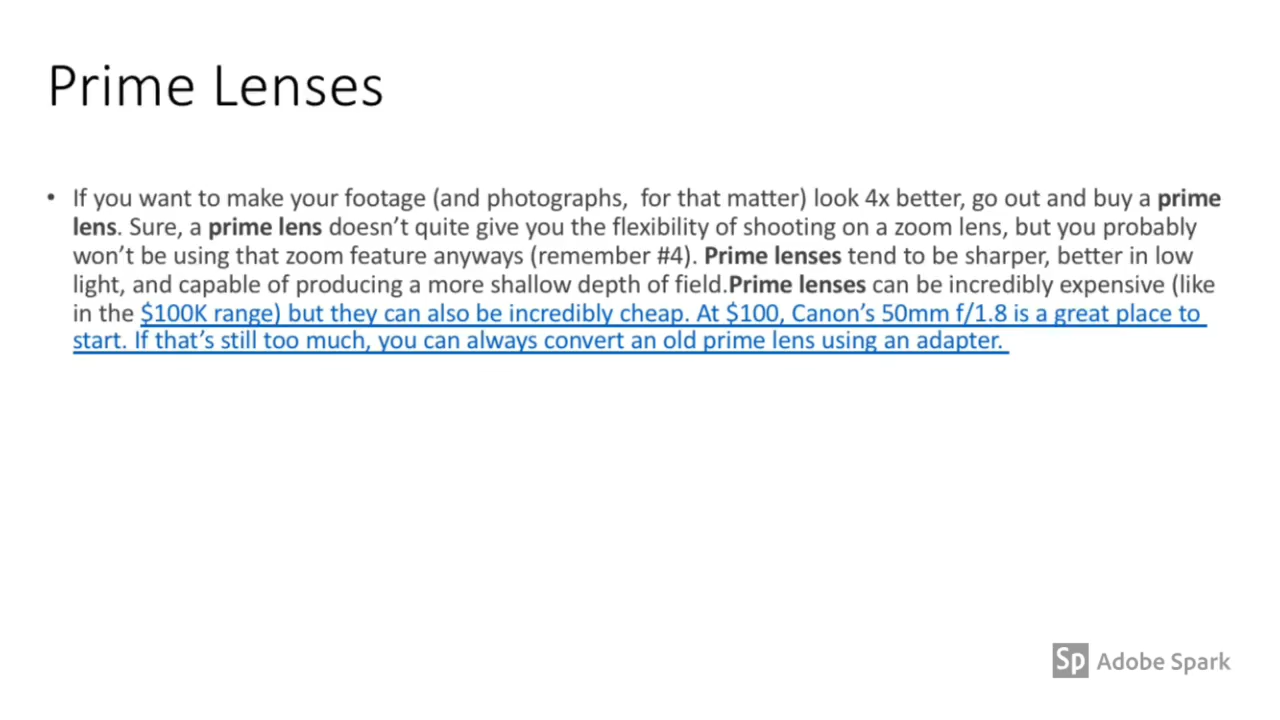 Prime Lenses
• If you want to make your footage (and photographs,  for that matter) look 4x better, go out and buy a prime
lens. Sure, a prime lens doesn’t quite give you the flexibility of shooting on a zoom lens, but you probably
won’t be using that zoom feature anyways (remember #4). Prime lenses tend to be sharper, better in low
light, and capable of producing a more shallow depth of field.Prime lenses can be incredibly expensive (like
in the $100K range) but they can also be incredibly cheap. At $100, Canon’s 50mm f/1.8 is a great place to
start. If that’s still too much, you can always convert an old prime lens using an adapter.
Sp Adobe Spark